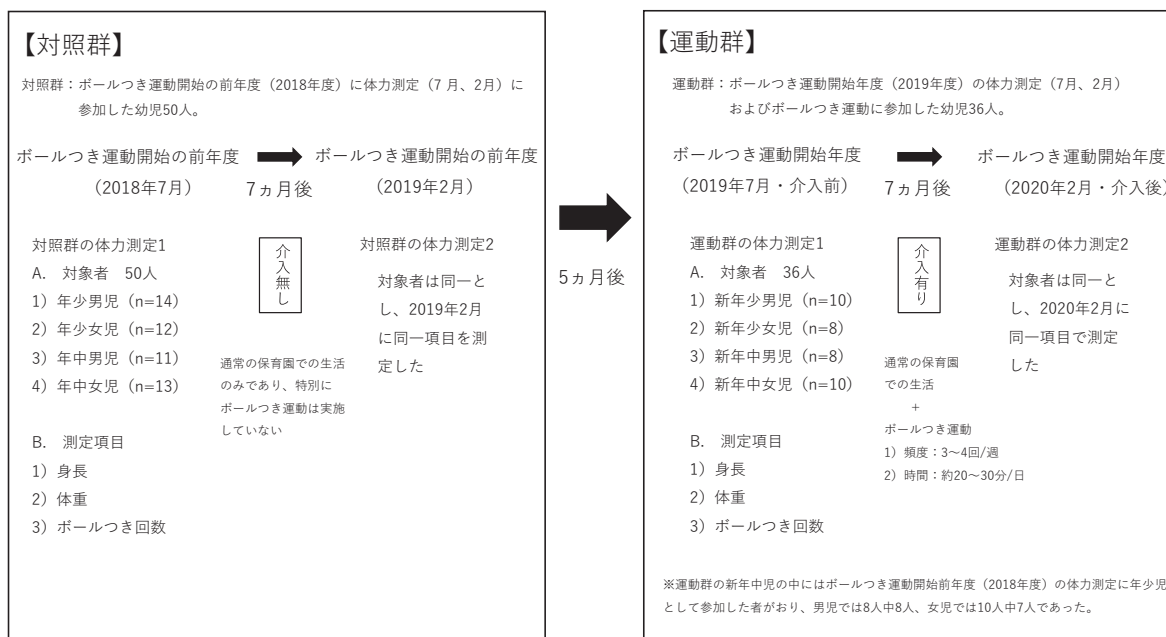 【対照群】
対照群：ボールつき運動開始の前年度（2018年度）に体力測定（7 月、2月）に
参加した幼児50人。
ボールつき運動開始の前年度
（2018年7月）
7ヵ月後
ボールつき運動開始の前年度
（2019年2月）
対照群の体力測定1
A. 対象者 50人
1）年少男児（n=14）
2）年少女児（n=12）
3）年中男児（n=11）
4）年中女児（n=13）
B. 測定項目
1）身長
2）体重
3）ボールつき回数
介入無し
通常の保育園での生活
のみであり、特別に
ボールつき運動は実施
していない
対照群の体力測定2
対象者は同一と
し、2019年2月
に同一項目を測
定した
5ヵ月後
【運動群】
運動群：ボールつき運動開始年度（2019年度）の体力測定（7月、2月）
およびボールつき運動に参加した幼児36人。
ボールつき運動開始年度
（2019年7月・介入前）
7ヵ月後
ボールつき運動開始年度
（2020年2月・介入後）
運動群の体力測定1
A. 対象者 36人
1）新年少男児（n=10）
2）新年少女児（n=8）
3）新年中男児（n=8）
4）新年中女児（n=10）
B. 測定項目
1）身長
2）体重
3）ボールつき回数
介入有り
通常の保育園
での生活
+
ボールつき運動
1）頻度：3～4回/週
2）時間：約20～30分/日
運動群の体力測定2
対象者は同一と
し、2020年2月に
同一項目で測定
した
※運動群の新年中児の中にはボールつき運動開始前年度（2018年度）の体力測定に年少児
として参加した者がおり、男児では8人中8人、女児では10人中7人であった。